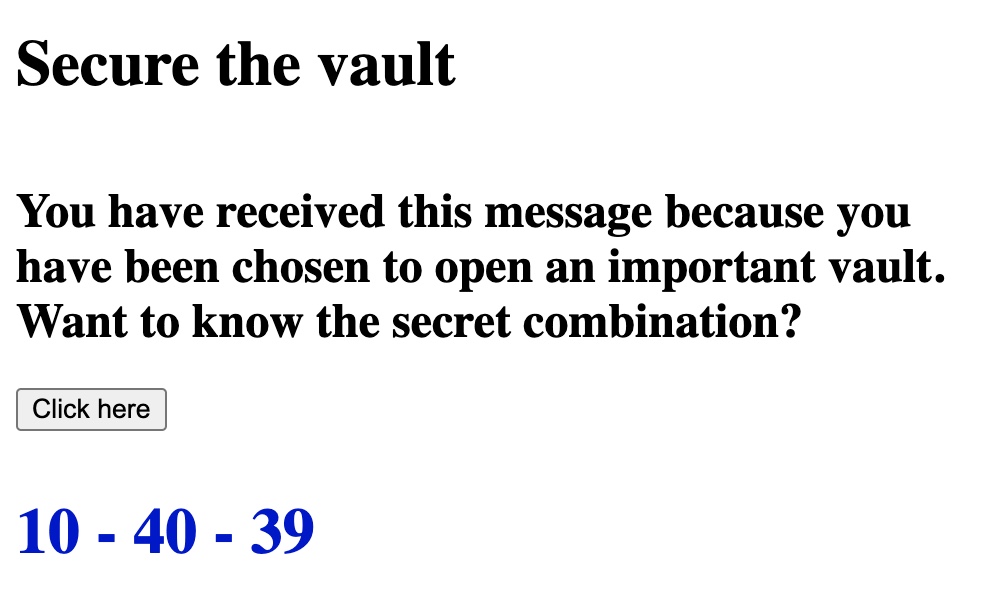 Secure the vault
You have received this message because you
have been chosen to open an important vault.
Want to know the secret combination?
Click here
10 - 40 - 39